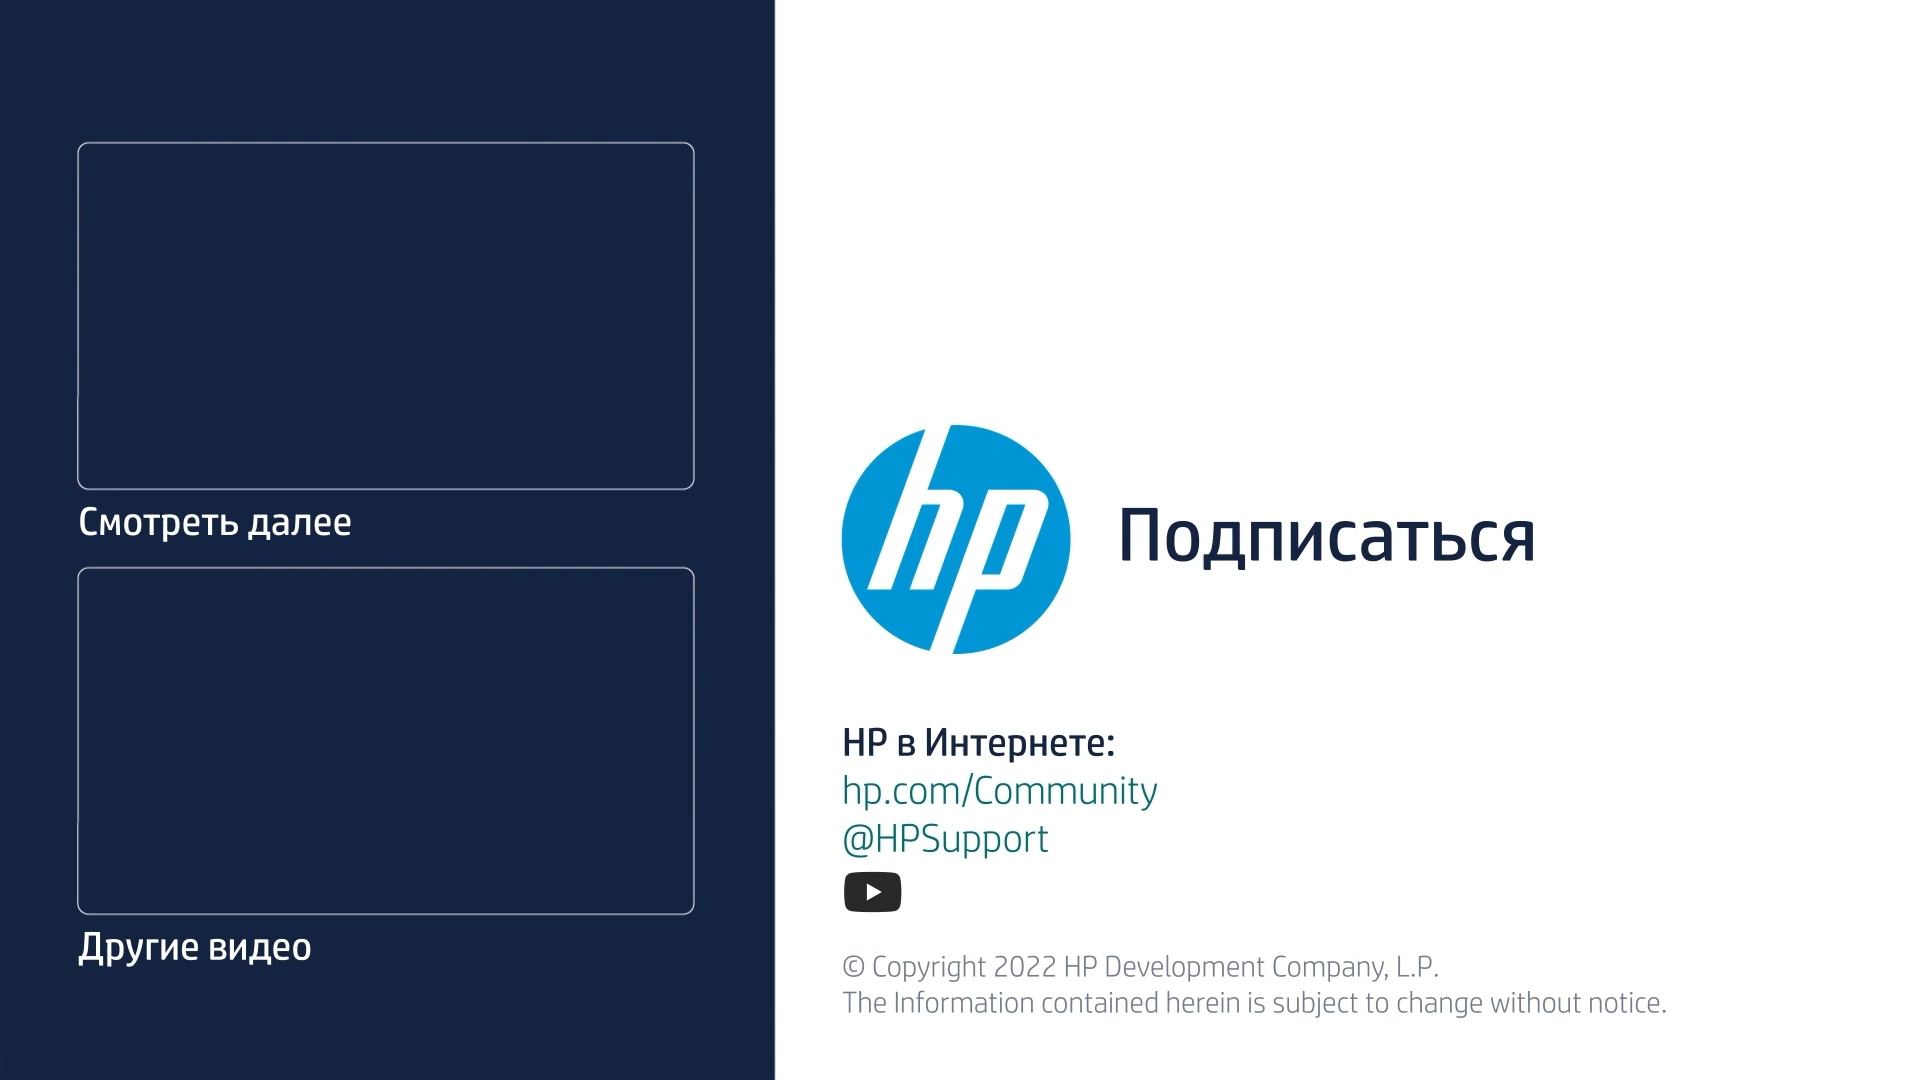 Смотреть далее
Другие видео
hp
Подписаться
HP в Интернете:
hp.com/Community
@HPSupport
© Copyright 2022 HP Development Company, L.P.
The Information contained herein is subject to change without notice.